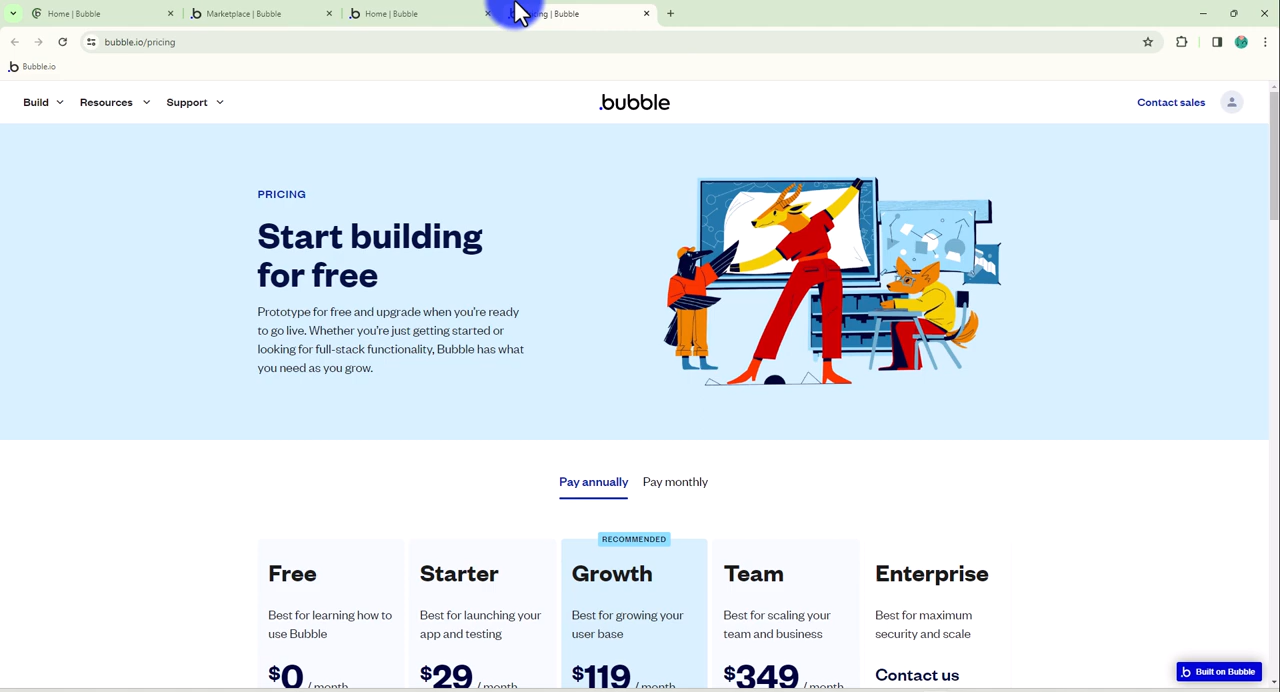 Home | Bubble
Marketplace | Bubble
Home | Bubble
| Bubble
bubble.io/pricing
Bubble.io
Build
Resources
Support
.bubble
Contact sales
PRICING
Start building
for free
Prototype for free and upgrade when you're ready
to go live. Whether you're just getting started or
looking for full-stack functionality, Bubble has what
you need as you grow.
Pay annually
Pay monthly
RECOMMENDED
Free
Best for learning how to
use Bubble
$0 / month
Starter
Best for launching your
app and testing
$29 / month
Growth
Best for growing your
user base
$119 / month
Team
Best for scaling your
team and business
$349 / month
Enterprise
Best for maximum
security and scale
Contact us
Built on Bubble